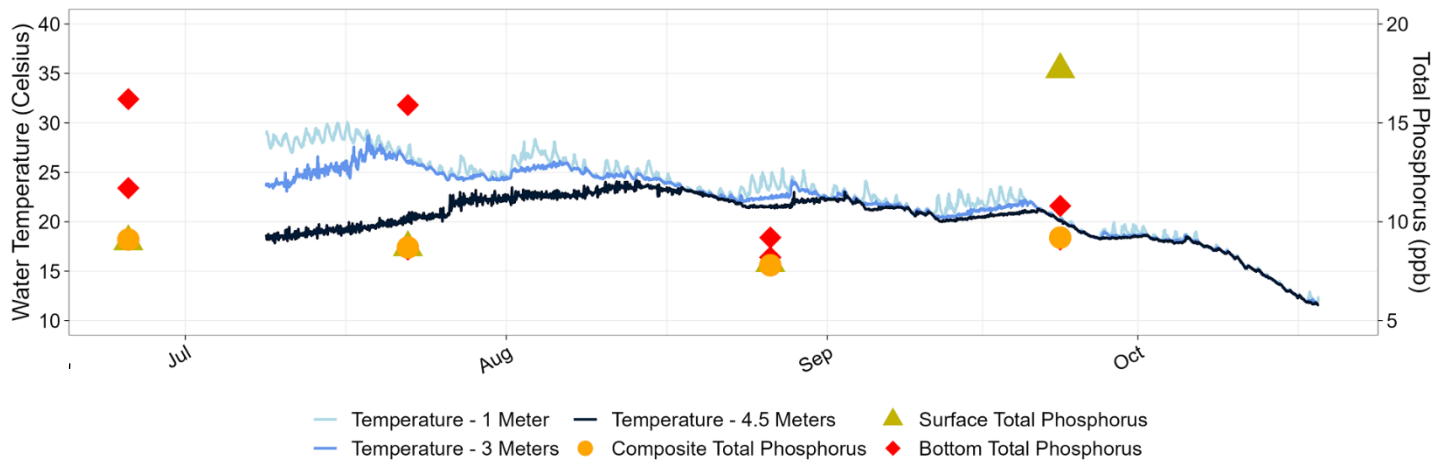 Water Temperature (Celsius)
40
35
30
25
20
15
10
20
15
10
5
Total Phosphorus (ppb)
Jul
Aug
Sep
Oct
Temperature - 1 Meter
Temperature - 4.5 Meters
Surface Total Phosphorus
Temperature - 3 Meters
Composite Total Phosphorus
Bottom Total Phosphorus